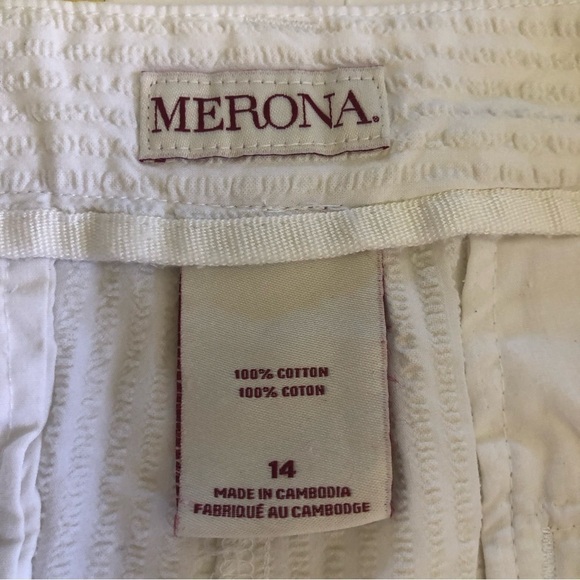 MERONA.
100% COTTON
100% COTON
14
MADE IN CAMBODIA
FABRIQUÉ AU CAMBODGE